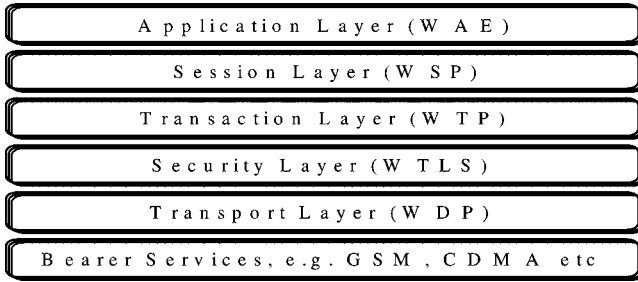 Application Layer (WAE)
Session Layer (WSP)
Transaction Layer (WTP)
Security Layer (WTLS)
Transport Layer (WDP)
Bearer Services, e.g. GSM, CDMA etc